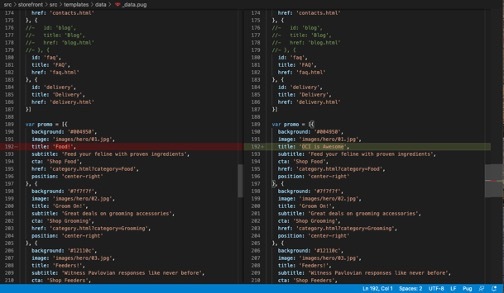 src > storefront > src > templates > data > _data.pug
174 href: 'contacts.html'
175 }, {
176 //- id: 'blog',
177 //- title: 'Blog',
178 //- href: 'blog.html'
179 //- }, {
180 id: 'faq',
181 title: 'FAQ',
182 href: 'faq.html'
183 }, {
184 id: 'delivery',
185 title: 'Delivery',
186 href: 'delivery.html'
187 }]
188
189 var promo = [{
190 background: '#004950',
191 image: 'images/hero/01.jpg',
192- title: 'Food!',
193 subtitle: 'Feed your feline with proven ingredients',
194 cta: 'Shop Food',
195 href: 'category.html?category=Food',
196 position: 'center-right'
197 }, {
198 background: '#7f7f7f',
199 image: 'images/hero/02.jpg',
200 title: 'Groom On!',
201 subtitle: 'Great deals on grooming accessories',
202 cta: 'Shop Grooming',
203 href: 'category.html?category=Grooming',
204 position: 'center-right'
205 }, {
206 background: '#12110c',
207 image: 'images/hero/03.jpg',
208 title: 'Feeders!',
209 subtitle: 'Witness Pavlovian responses like never before',
210
174 href: 'contacts.html'
175 }, {
176 //- id: 'blog',
177 //- title: 'Blog',
178 //- href: 'blog.html'
179 //- }, {
180 id: 'faq',
181 title: 'FAQ',
182 href: 'faq.html'
183 }, {
184 id: 'delivery',
185 title: 'Delivery',
186 href: 'delivery.html'
187 }]
188
189 var promo = [{
190 background: '#004950',
191 image: 'images/hero/01.jpg',
192+ title: 'OCI is Awesome',
193 subtitle: 'Feed your feline with proven ingredients',
194 cta: 'Shop Food',
195 href: 'category.html?category=Food',
196 position: 'center-right'
197 }, {
198 background: '#7f7f7f',
199 image: 'images/hero/02.jpg',
200 title: 'Groom On!',
201 subtitle: 'Great deals on grooming accessories',
202 cta: 'Shop Grooming',
203 href: 'category.html?category=Grooming',
204 position: 'center-right'
205 }, {
206 background: '#12110c',
207 image: 'images/hero/03.jpg',
208 title: 'Feeders!',
209 subtitle: 'Witness Pavlovian responses like never before',
210
Ln 192, Col 1 Spaces: 2 UTF-8 LF Pug